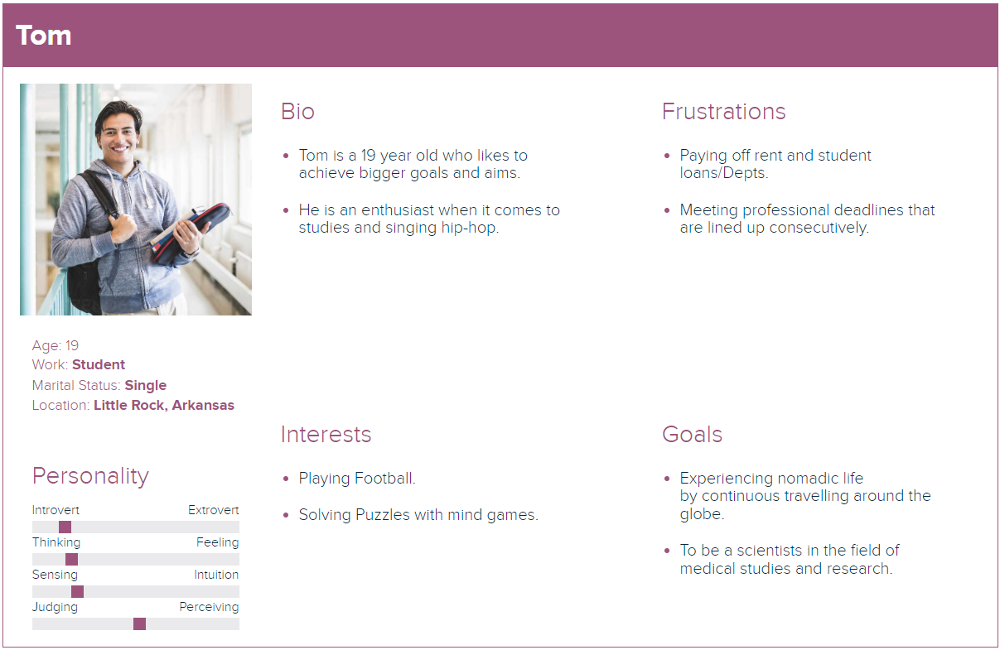 Tom
Age: 19
Work: Student
Marital Status: Single
Location: Little Rock, Arkansas
Personality
Introvert Extrovert
Thinking Feeling
Sensing Intuition
Judging Perceiving
Bio
• Tom is a 19 year old who likes to
achieve bigger goals and aims.
• He is an enthusiast when it comes to
studies and singing hip-hop.
Frustrations
• Paying off rent and student
loans/Depts.
• Meeting professional deadlines that
are lined up consecutively.
Interests
• Playing Football.
• Solving Puzzles with mind games.
Goals
• Experiencing nomadic life
by continuous travelling around the
globe.
• To be a scientists in the field of
medical studies and research.